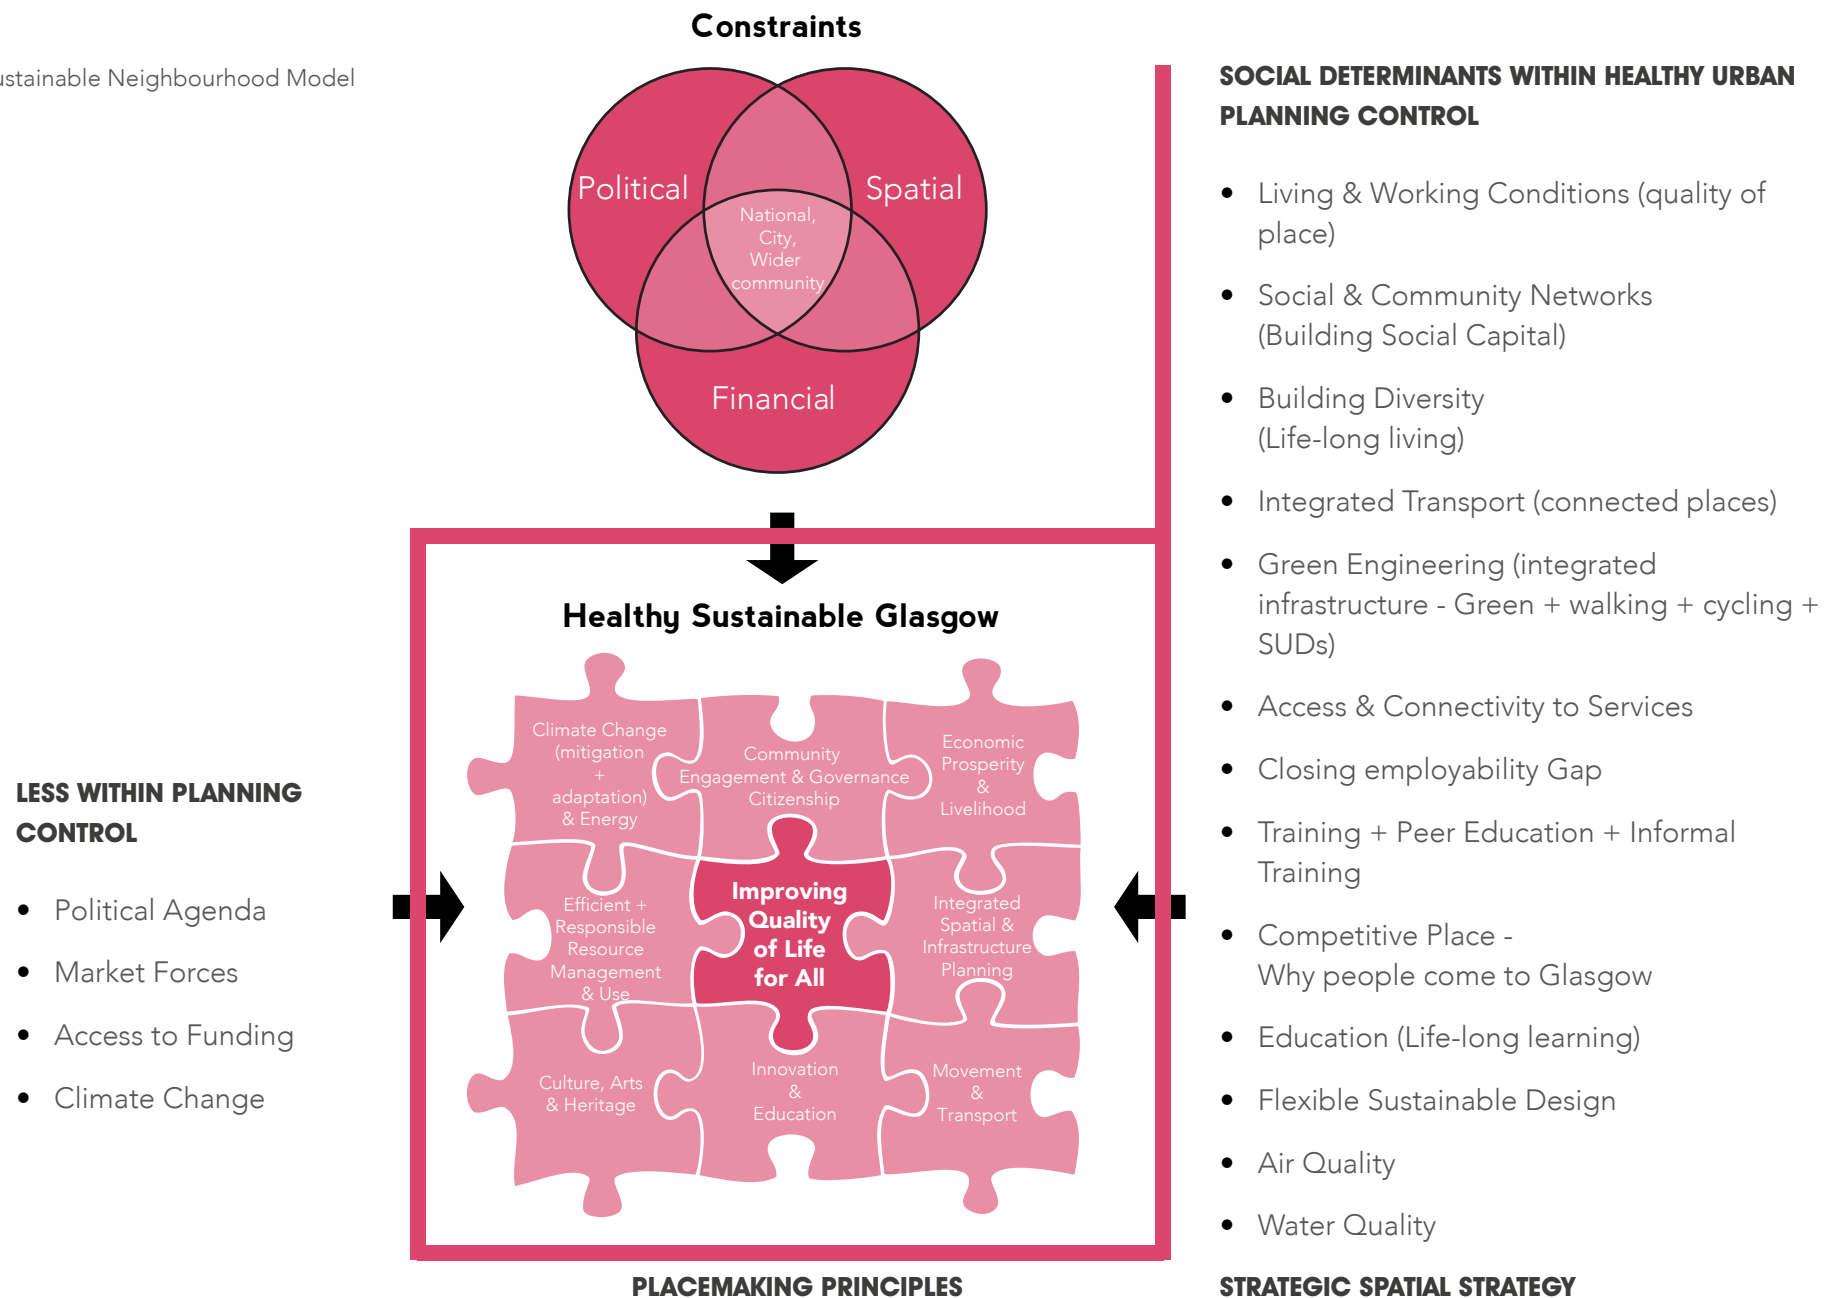 Constraints
Sustainable Neighbourhood Model
Political
Spatial
National,
City,
Wider
community
Financial
Healthy Sustainable Glasgow
Climate Change
(mitigation
+
adaptation)
& Energy
Community
Engagement & Governance
Citizenship
Economic
Prosperity
&
Livelihood
Efficient +
Responsible
Resource
Management
& Use
Improving
Quality
of Life
for All
Integrated
Spatial &
Infrastructure
Planning
Culture, Arts
& Heritage
Innovation
&
Education
Movement
&
Transport
PLACEMAKING PRINCIPLES
LESS WITHIN PLANNING
CONTROL
• Political Agenda
• Market Forces
• Access to Funding
• Climate Change
SOCIAL DETERMINANTS WITHIN HEALTHY URBAN
PLANNING CONTROL
• Living & Working Conditions (quality of
place)
• Social & Community Networks
(Building Social Capital)
• Building Diversity
(Life-long living)
• Integrated Transport (connected places)
• Green Engineering (integrated
infrastructure - Green + walking + cycling +
SUDs)
• Access & Connectivity to Services
• Closing employability Gap
• Training + Peer Education + Informal
Training
• Competitive Place -
Why people come to Glasgow
• Education (Life-long learning)
• Flexible Sustainable Design
• Air Quality
• Water Quality
STRATEGIC SPATIAL STRATEGY